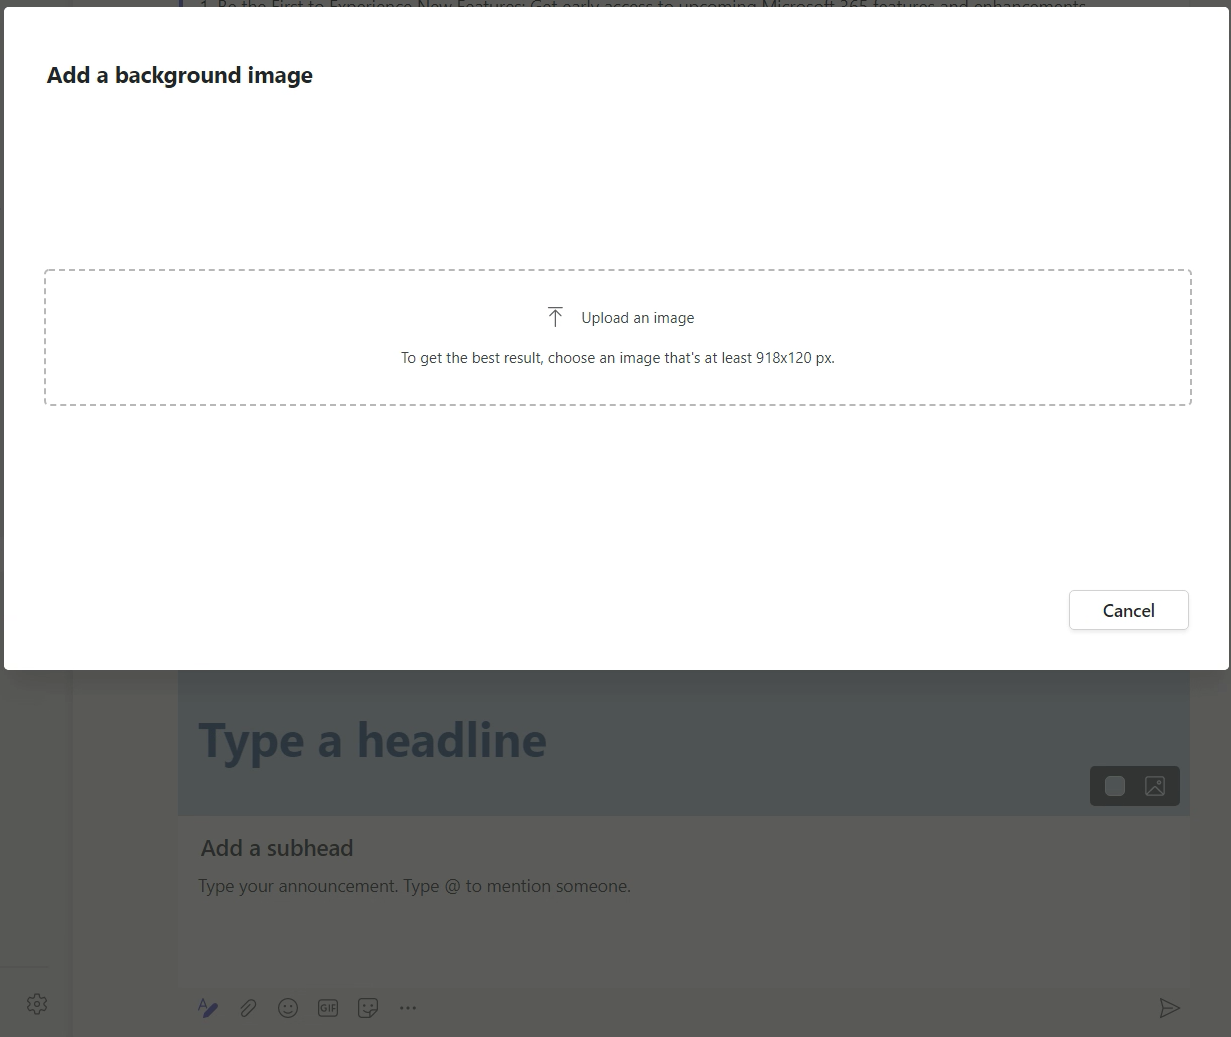 1. Be the First to Experience New Features: Get early access to upcoming Microsoft 365 features and enhancements
Add a background image
Upload an image
To get the best result, choose an image that's at least 918x120 px.
Cancel
Type a headline
Add a subhead
Type your announcement. Type @ to mention someone.
GIF